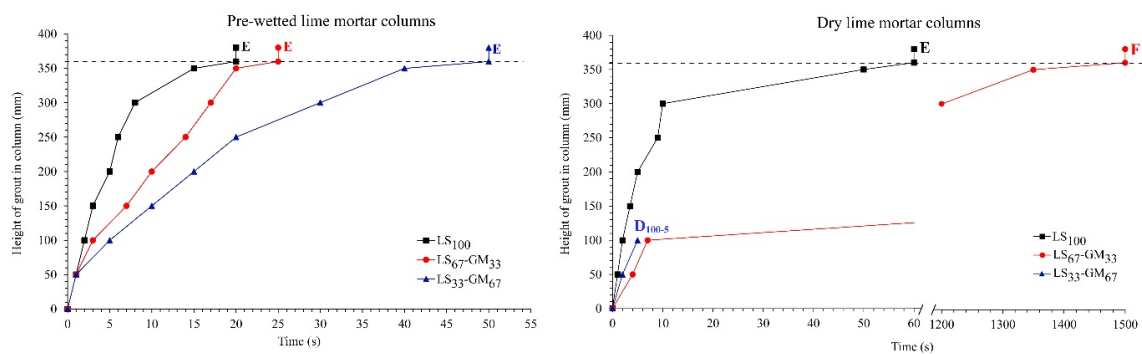 Pre-wetted lime mortar columns
Height of grout in column (mm)
400
350
300
250
200
150
100
50
0
E
E
E
LS100
LS67-GM33
LS33-GM67
0 5 10 15 20 25 30 35 40 45 50 55
Time (s)
Dry lime mortar columns
Height of grout in column (mm)
400
350
300
250
200
150
100
50
0
E
F
D100-5
LS100
LS67-GM33
LS33-GM67
0 10 20 30 40 50 60 1200 1300 1400 1500
Time (s)